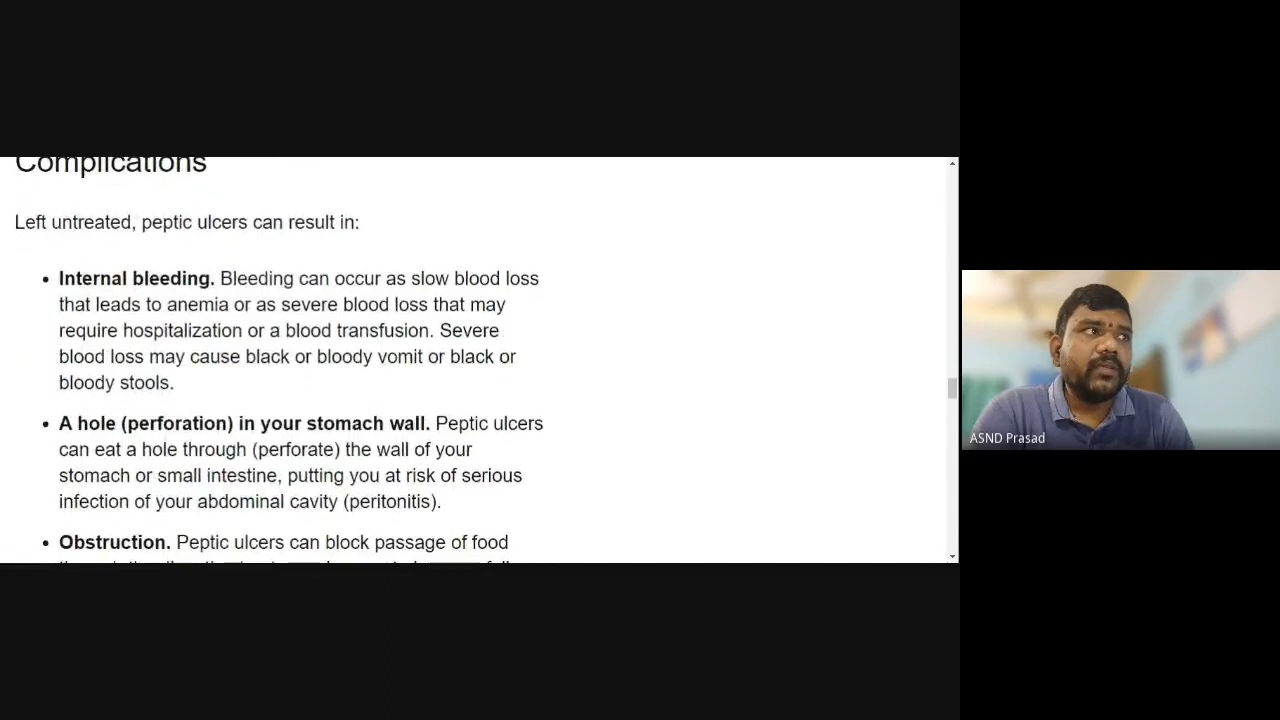 Complications
Left untreated, peptic ulcers can result in:
• Internal bleeding. Bleeding can occur as slow blood loss
that leads to anemia or as severe blood loss that may
require hospitalization or a blood transfusion. Severe
blood loss may cause black or bloody vomit or black or
bloody stools.
• A hole (perforation) in your stomach wall. Peptic ulcers
can eat a hole through (perforate) the wall of your
stomach or small intestine, putting you at risk of serious
infection of your abdominal cavity (peritonitis).
• Obstruction. Peptic ulcers can block passage of food
ASND Prasad